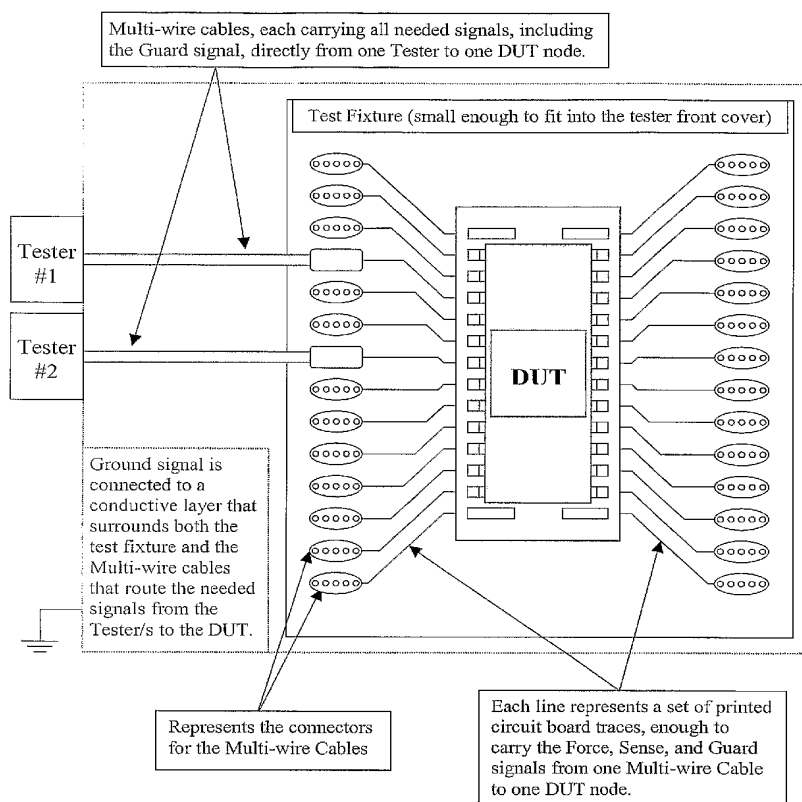 Multi-wire cables, each carrying all needed signals, including
the Guard signal, directly from one Tester to one DUT node.
Test Fixture (small enough to fit into the tester front cover)
Tester
#1
Tester
#2
DUT
Ground signal is
connected to a
conductive layer that
surrounds both the
test fixture and the
Multi-wire cables
that route the needed
signals from the
Tester/s to the DUT.
Represents the connectors
for the Multi-wire Cables
Each line represents a set of printed
circuit board traces, enough to
carry the Force, Sense, and Guard
signals from one Multi-wire Cable
to one DUT node.